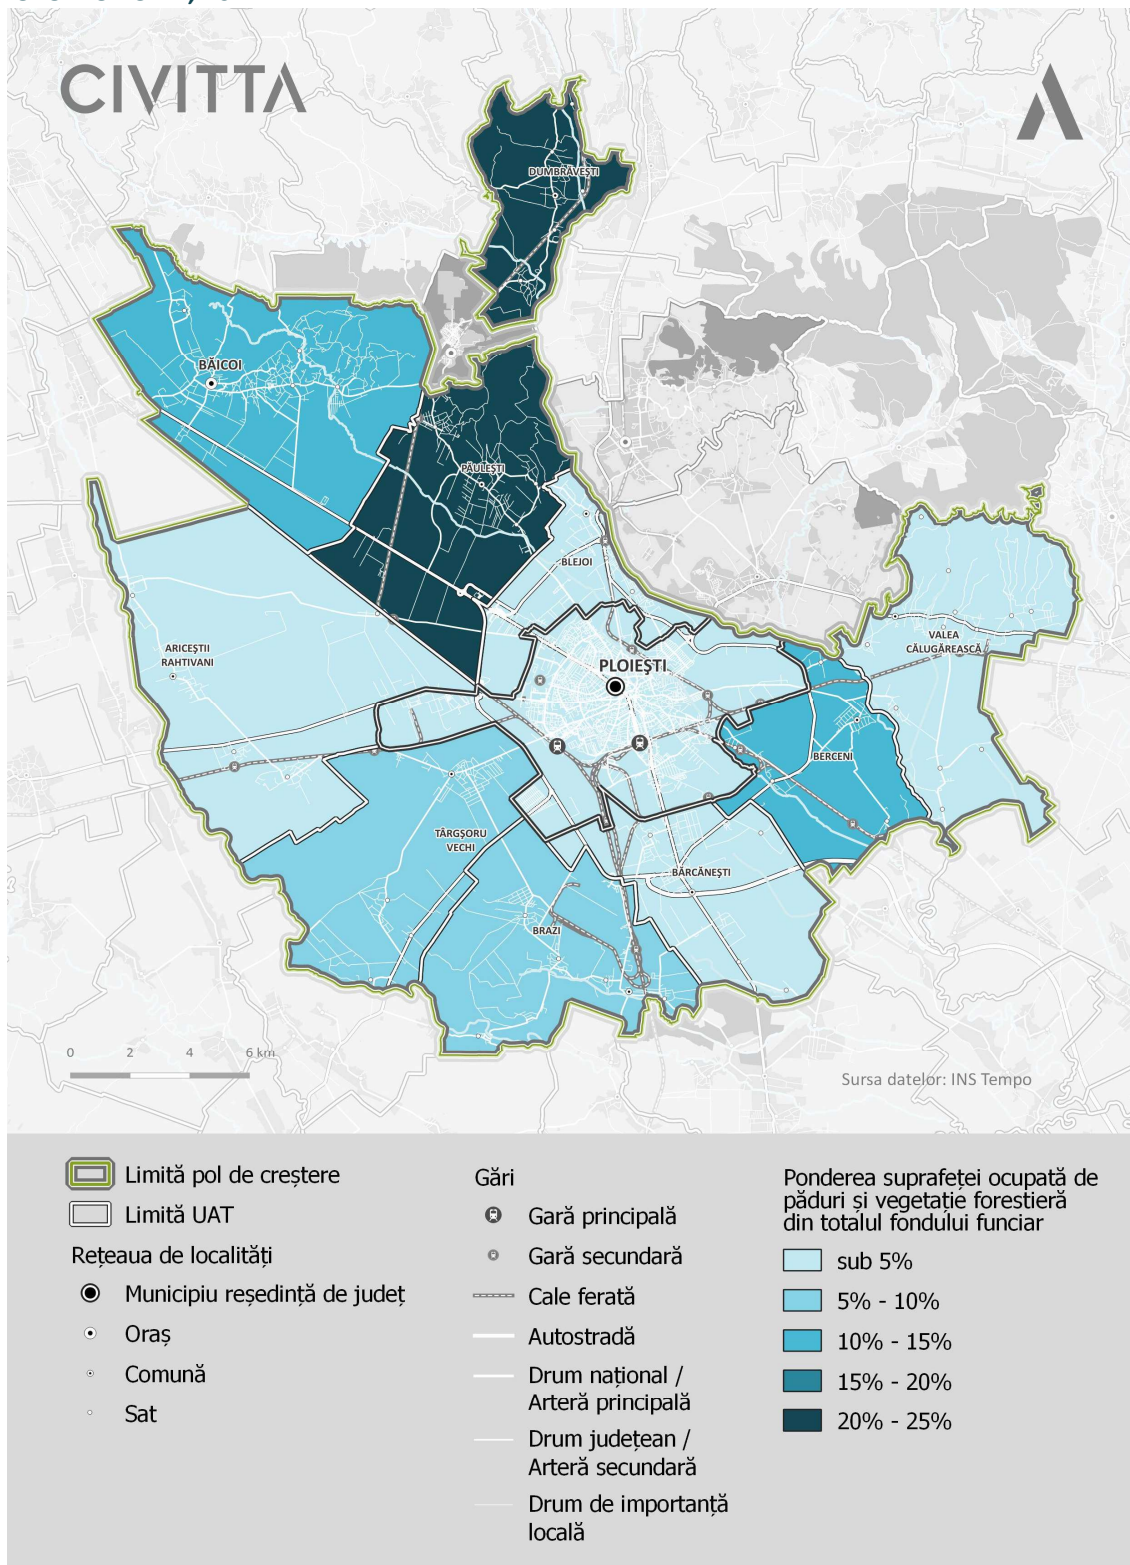 CIVITTA
DUMBRĂVEȘTI
BĂICOI
PĂULEȘTI
BLEJOI
ARICEȘTII
RAHTIVANI
PLOIEȘTI
VALEA
CĂLUGĂREASCĂ
BERCENI
TÂRGȘORU
VECHI
BĂRCĂNEȘTI
BRAZI
0 2 4 6 km
Sursa datelor: INS Tempo
Limită pol de creștere
Limită UAT
Rețeaua de localități
Municipiu reședință de județ
Oraș
Comună
Sat
Gări
Gară principală
Gară secundară
Cale ferată
Autostradă
Drum național /
Arteră principală
Drum județean /
Arteră secundară
Drum de importanță
locală
Ponderea suprafeței ocupată de
păduri și vegetație forestieră
din totalul fondului funciar
sub 5%
5% - 10%
10% - 15%
15% - 20%
20% - 25%